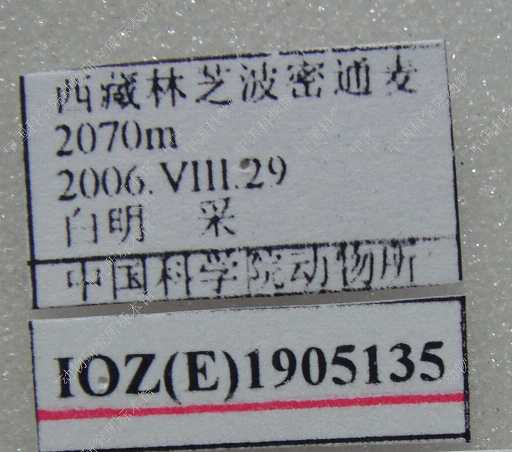 西藏林芝波密通麦
2070m
2006.VIII.29
白明 采
中国科学院动物所
IOZ(E)1905135